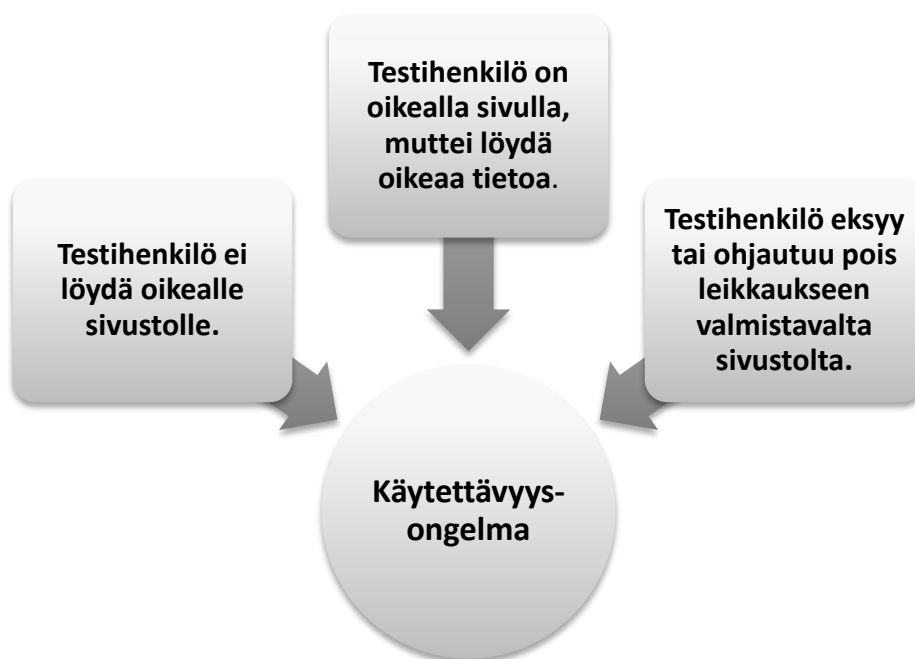 Testihenkilö ei
löydä oikealle
sivustolle.
Testihenkilö on
oikealla sivulla,
muttei löydä
oikeaa tietoa.
Testihenkilö eksyy
tai ohjautuu pois
leikkaukseen
valmistavalta
sivustolta.
Käytettävyys-
ongelma